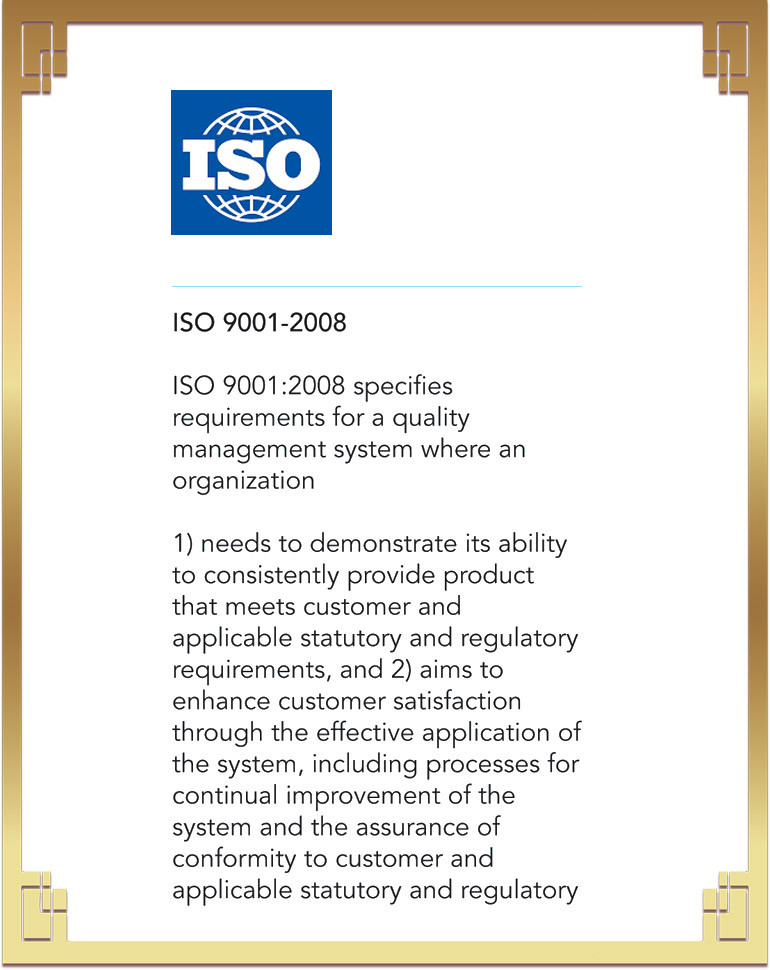 ISO
ISO 9001-2008
ISO 9001:2008 specifies
requirements for a quality
management system where an
organization
1) needs to demonstrate its ability
to consistently provide product
that meets customer and
applicable statutory and regulatory
requirements, and 2) aims to
enhance customer satisfaction
through the effective application of
the system, including processes for
continual improvement of the
system and the assurance of
conformity to customer and
applicable statutory and regulatory